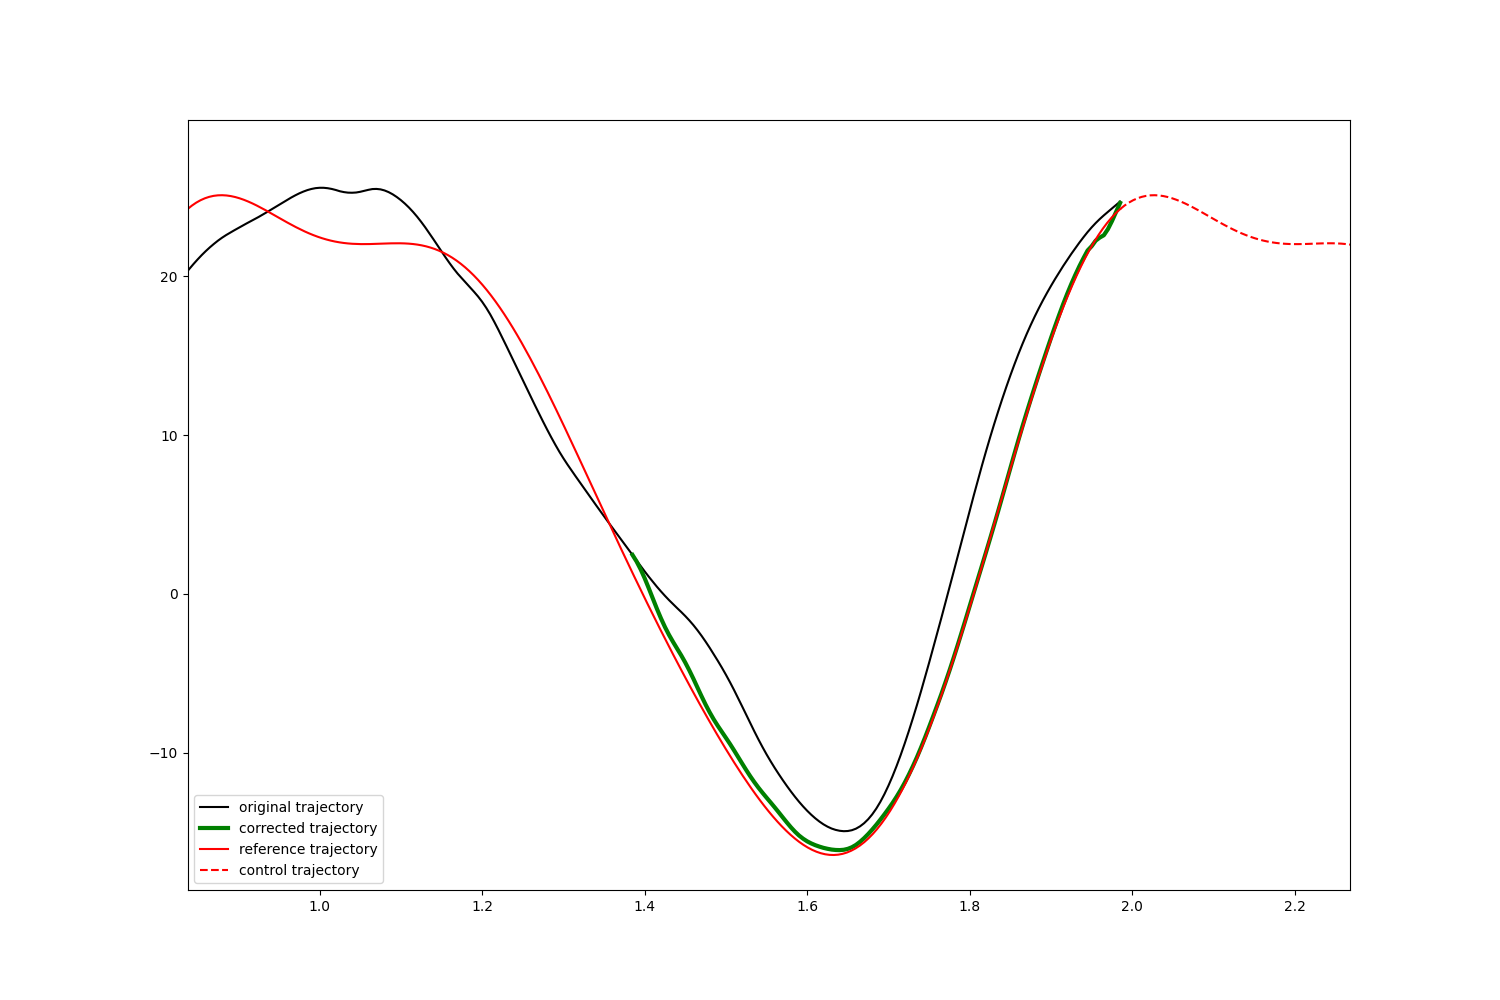 20
10
0
−10
original trajectory
corrected trajectory
reference trajectory
control trajectory
1.0 1.2 1.4 1.6 1.8 2.0 2.2